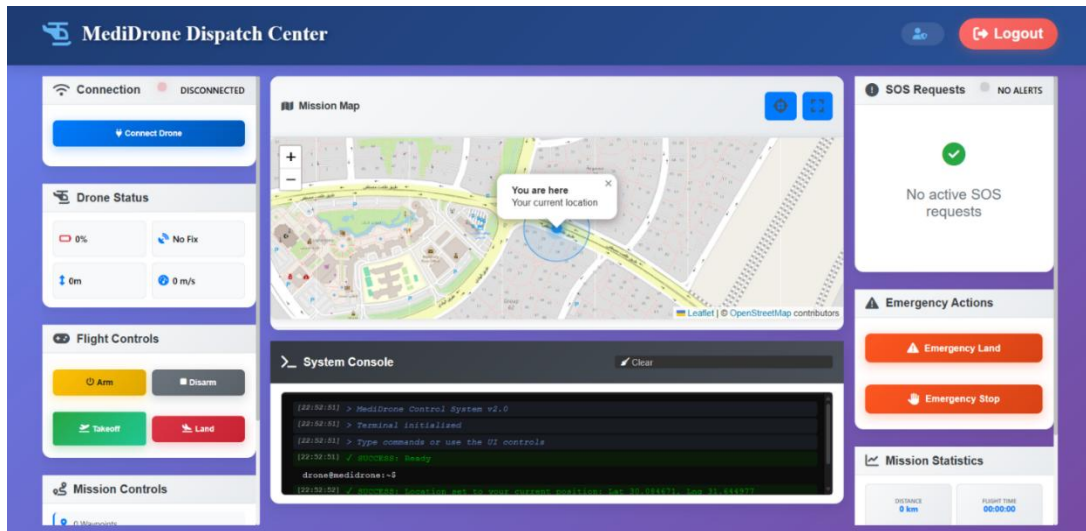 MediDrone Dispatch Center
Logout
Connection
DISCONNECTED
Connect Drone
Drone Status
0%
No Fix
0m
0 m/s
Flight Controls
Arm
Disarm
Takeoff
Land
Mission Controls
0 Waypoints
Mission Map
+
−
You are here
Your current location
×
Leaflet | © OpenStreetMap contributors
>_ System Console
Clear
[22:52:51] > MediDrone Control System v2.0
[22:52:51] > Terminal initialized
[22:52:51] > Type commands or use the UI controls
[22:52:51] ✓ SUCCESS: Ready
drone@medidrone:~$
[22:52:52] ✓ SUCCESS: Location set to your current position: Lat
SOS Requests
NO ALERTS
No active SOS
requests
Emergency Actions
Emergency Land
Emergency Stop
Mission Statistics
DISTANCE
0 km
FLIGHT TIME
00:00:00